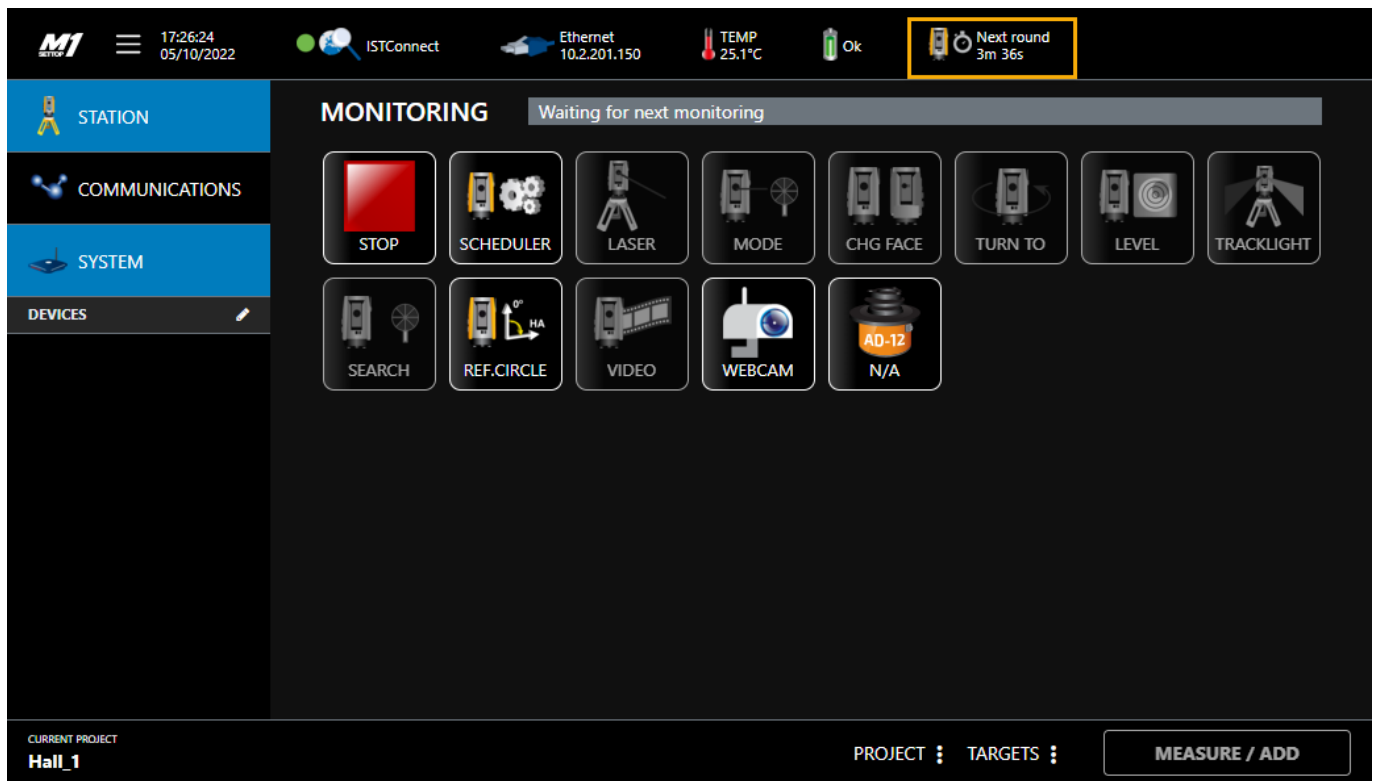 M1
SETTOP
17:26:24
05/10/2022
ISTConnect
Ethernet
10.2.201.150
TEMP
25.1°C
Ok
Next round
3m 36s
STATION
COMMUNICATIONS
SYSTEM
DEVICES
MONITORING
Waiting for next monitoring
STOP
SCHEDULER
LASER
MODE
CHG FACE
TURN TO
LEVEL
TRACKLIGHT
SEARCH
0°
HA
REF.CIRCLE
VIDEO
WEBCAM
AD-12
N/A
CURRENT PROJECT
Hall_1
PROJECT
TARGETS
MEASURE / ADD